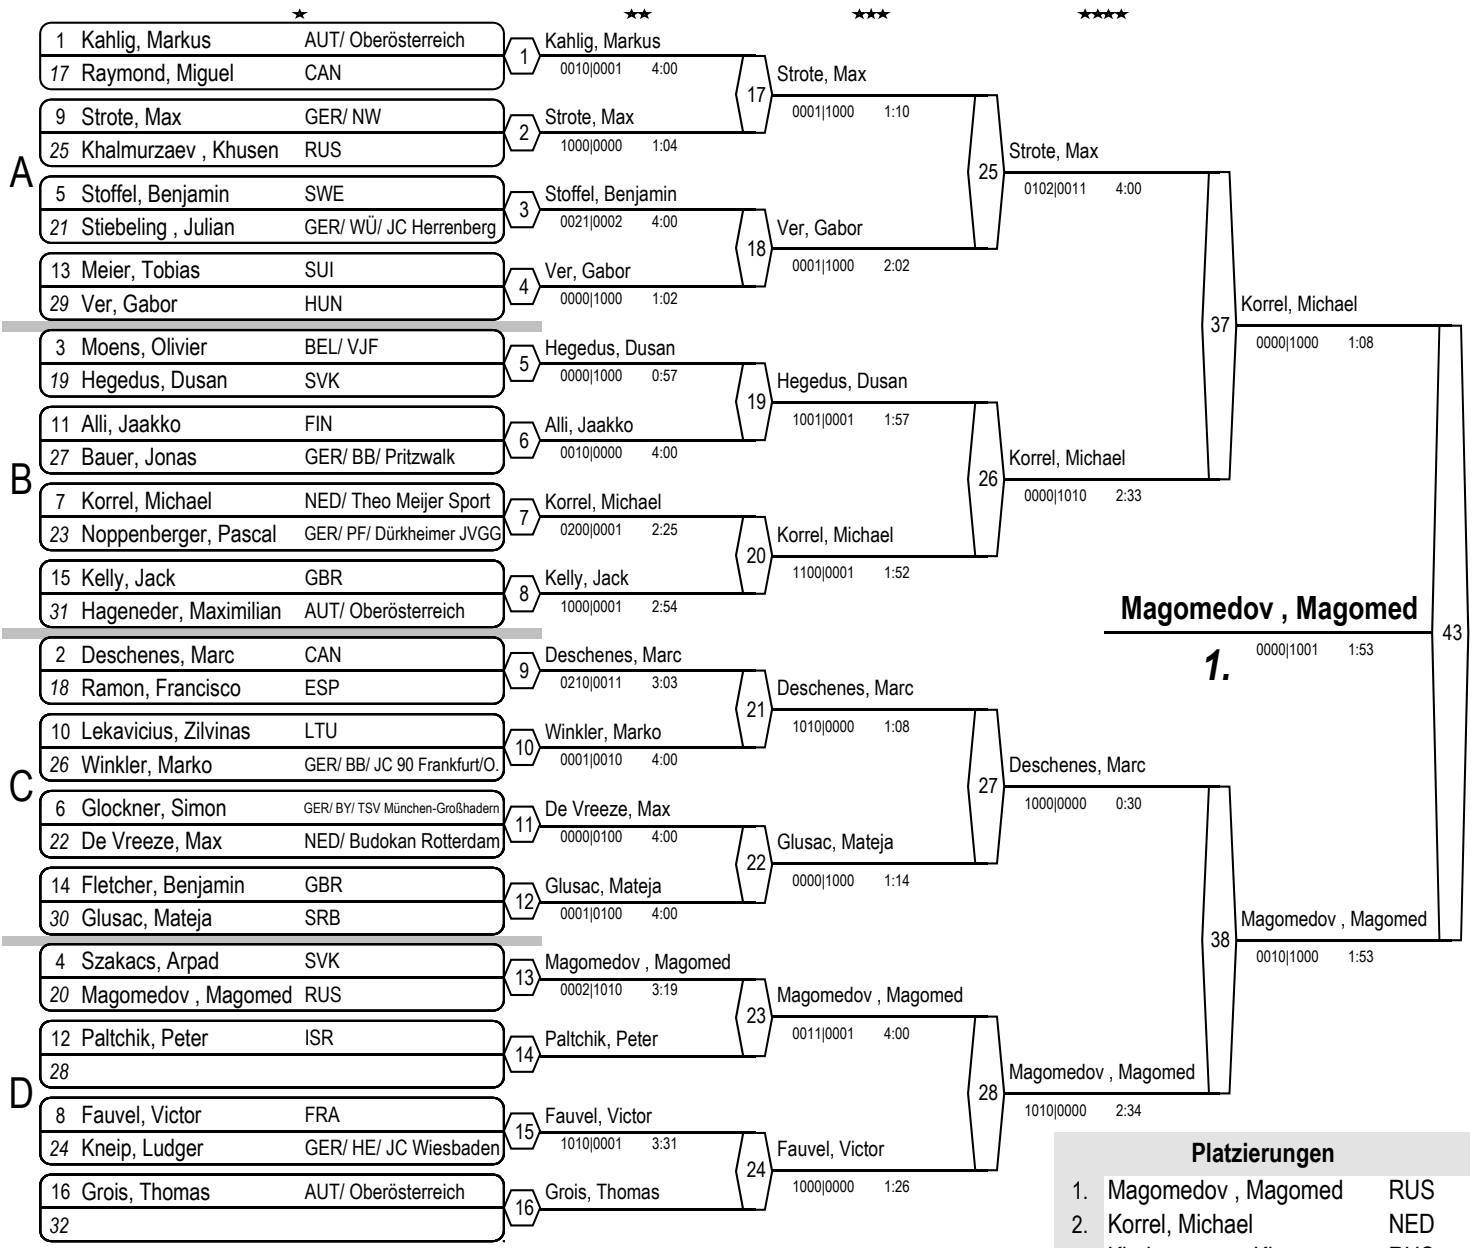 ★ ★★ ★★★ ★★★★
1 Kahlig, Markus AUT/ Oberösterreich
17 Raymond, Miguel CAN
1 Kahlig, Markus
0010|0001 4:00
9 Strote, Max GER/ NW
25 Khalmurzaev , Khusen RUS
2 Strote, Max
1000|0000 1:04
17 Strote, Max
0001|1000 1:10
A
5 Stoffel, Benjamin SWE
21 Stiebeling , Julian GER/ WÜ/ JC Herrenberg
3 Stoffel, Benjamin
0021|0002 4:00
13 Meier, Tobias SUI
29 Ver, Gabor HUN
4 Ver, Gabor
0000|1000 1:02
18 Ver, Gabor
0001|1000 2:02
25 Strote, Max
0102|0011 4:00
3 Moens, Olivier BEL/ VJF
19 Hegedus, Dusan SVK
5 Hegedus, Dusan
0000|1000 0:57
11 Alli, Jaakko FIN
27 Bauer, Jonas GER/ BB/ Pritzwalk
6 Alli, Jaakko
0010|0000 4:00
19 Hegedus, Dusan
1001|0001 1:57
B
7 Korrel, Michael NED/ Theo Meijer Sport
23 Noppenberger, Pascal GER/ PF/ Dürkheimer JVGG
7 Korrel, Michael
0200|0001 2:25
15 Kelly, Jack GBR
31 Hageneder, Maximilian AUT/ Oberösterreich
8 Kelly, Jack
1000|0001 2:54
20 Korrel, Michael
1100|0001 1:52
26 Korrel, Michael
0000|1010 2:33
37 Korrel, Michael
0000|1000 1:08
2 Deschenes, Marc CAN
18 Ramon, Francisco ESP
9 Deschenes, Marc
0210|0011 3:03
10 Lekavicius, Zilvinas LTU
26 Winkler, Marko GER/ BB/ JC 90 Frankfurt/O.
10 Winkler, Marko
0001|0010 4:00
21 Deschenes, Marc
1010|0000 1:08
C
6 Glockner, Simon GER/ BY/ TSV München-Großhadern
22 De Vreeze, Max NED/ Budokan Rotterdam
11 De Vreeze, Max
0000|0100 4:00
14 Fletcher, Benjamin GBR
30 Glusac, Mateja SRB
12 Glusac, Mateja
0001|0100 4:00
22 Glusac, Mateja
0000|1000 1:14
27 Deschenes, Marc
1000|0000 0:30
4 Szakacs, Arpad SVK
20 Magomedov , Magomed RUS
13 Magomedov , Magomed
0002|1010 3:19
12 Paltchik, Peter ISR
28
14 Paltchik, Peter
23 Magomedov , Magomed
0011|0001 4:00
D
8 Fauvel, Victor FRA
24 Kneip, Ludger GER/ HE/ JC Wiesbaden
15 Fauvel, Victor
1010|0001 3:31
16 Grois, Thomas AUT/ Oberösterreich
32
16 Grois, Thomas
24 Fauvel, Victor
1000|0000 1:26
28 Magomedov , Magomed
1010|0000 2:34
38 Magomedov , Magomed
0010|1000 1:53
43 Magomedov , Magomed
1. 0000|1001 1:53
Platzierungen
1. Magomedov , Magomed RUS
2. Korrel, Michael NED